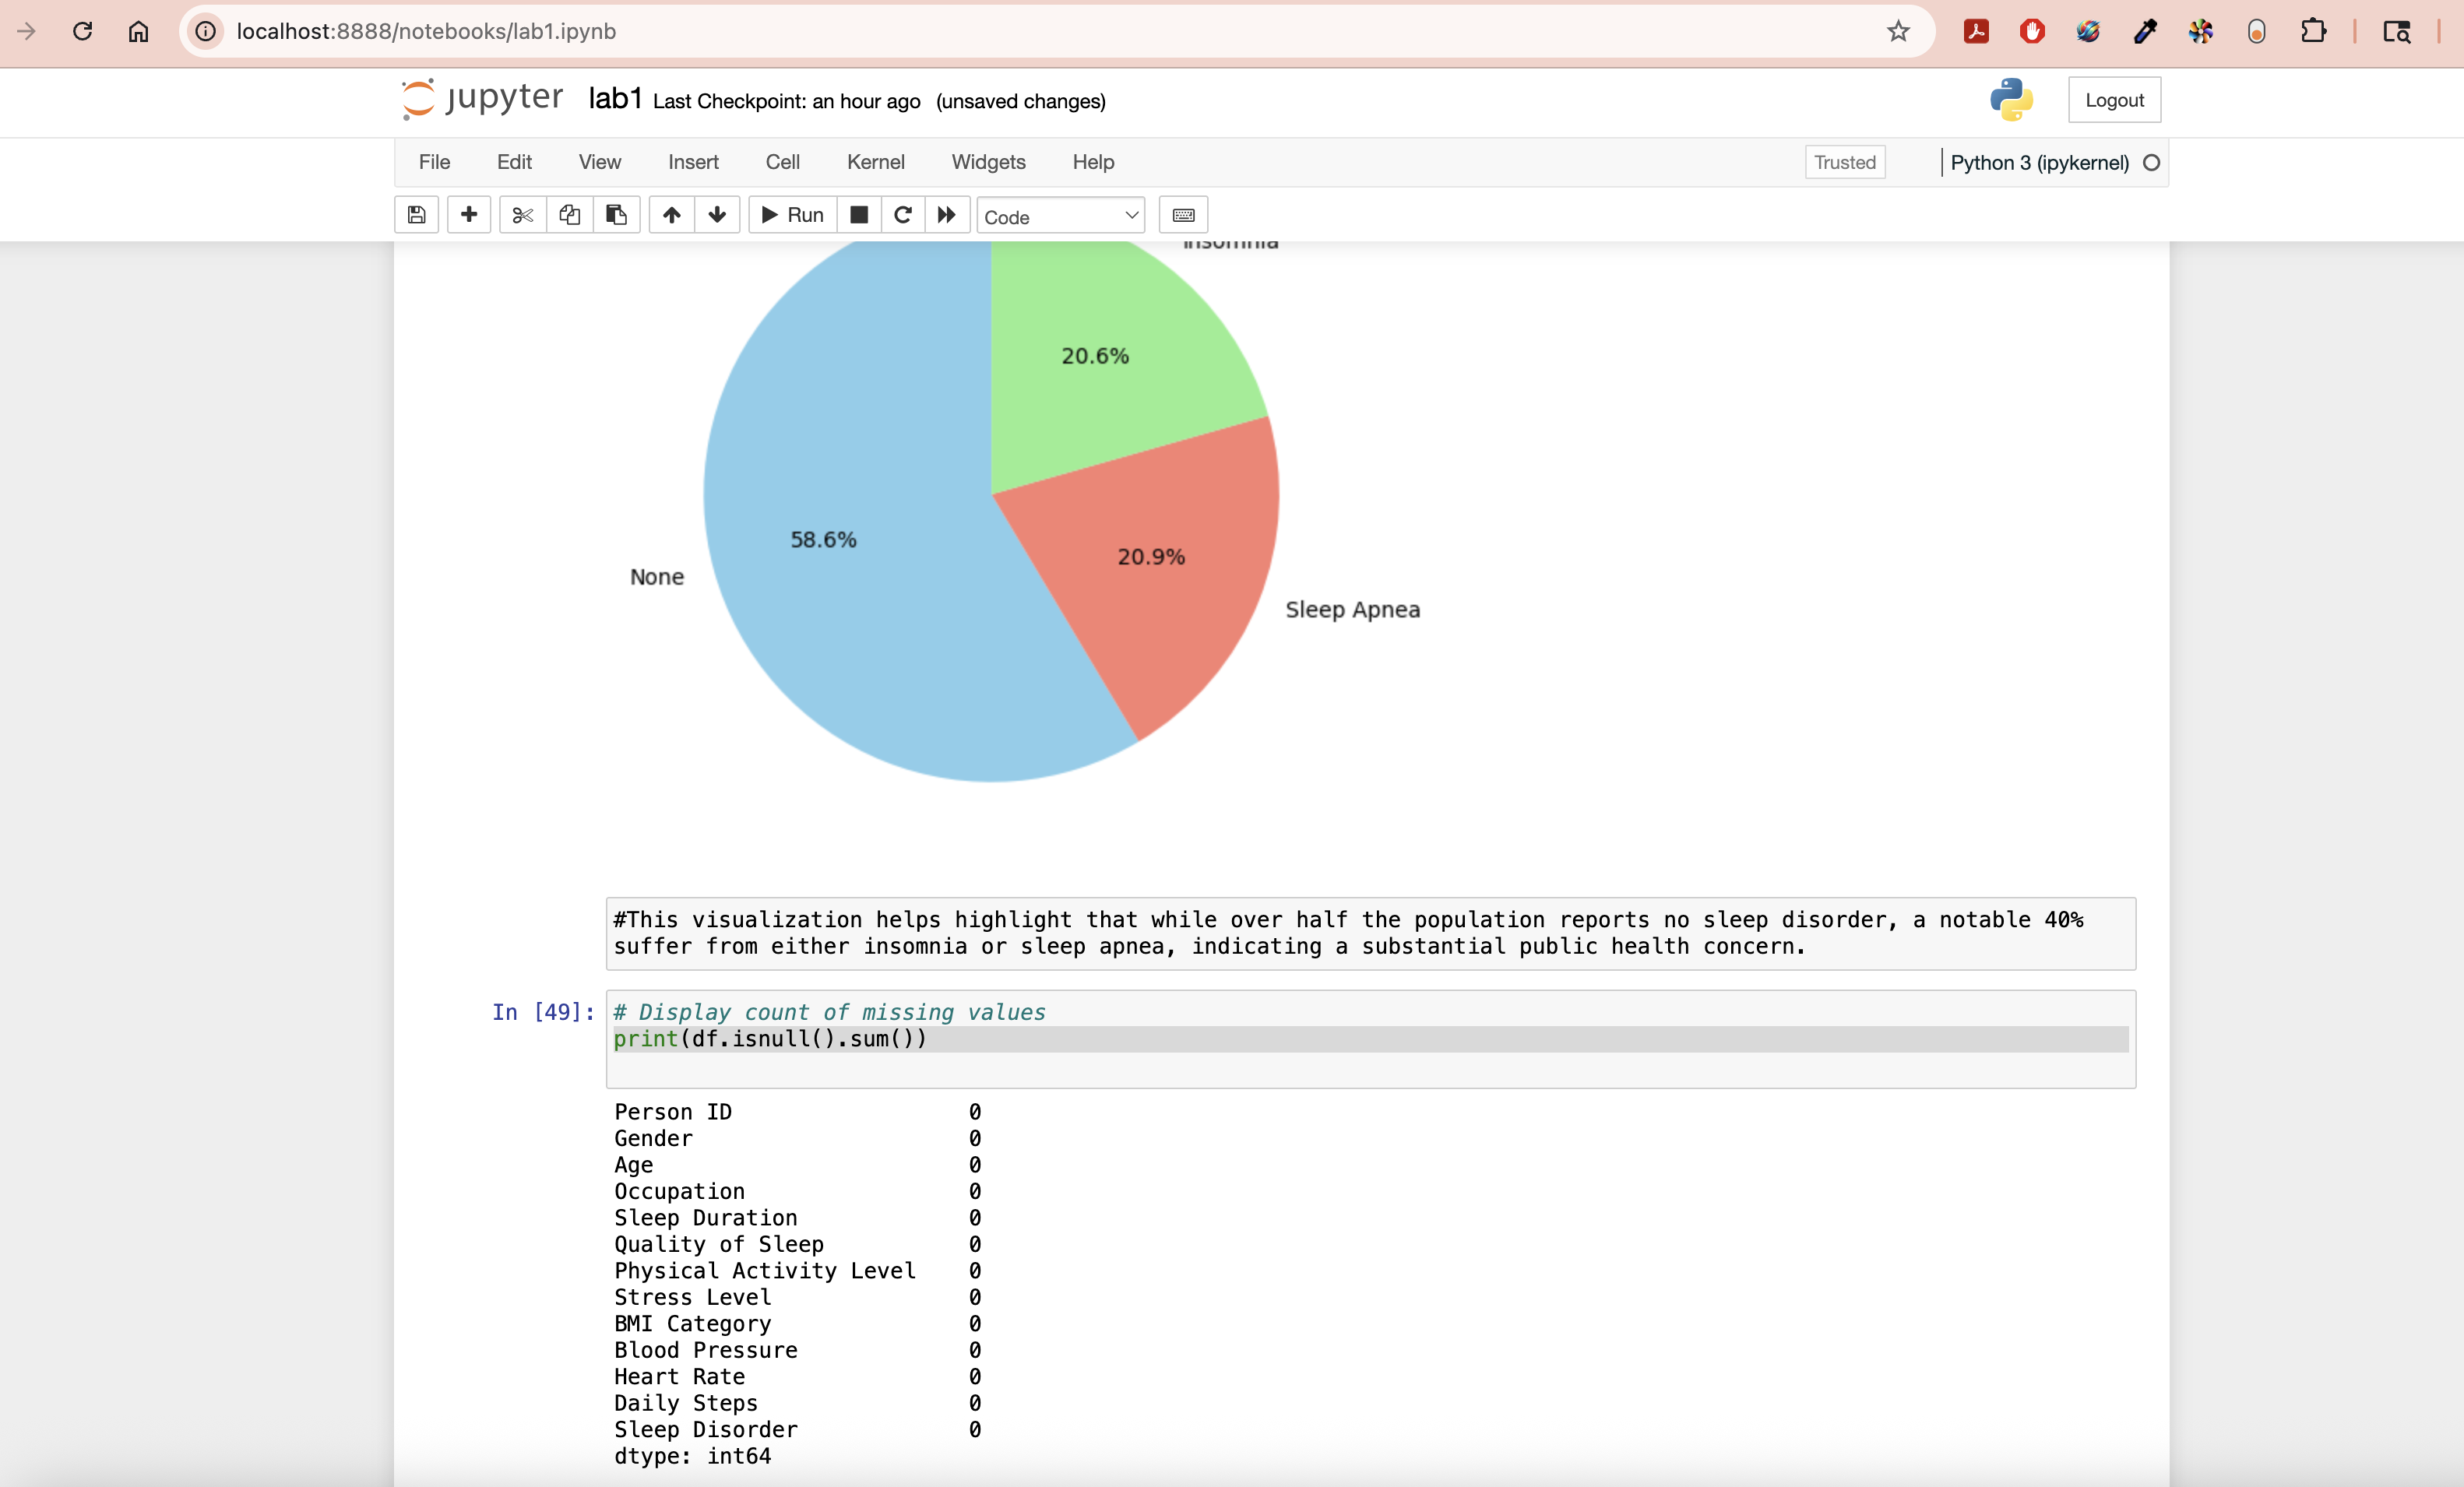 localhost:8888/notebooks/lab1.ipynb
jupyter lab1 Last Checkpoint: an hour ago (unsaved changes)
Logout
File Edit View Insert Cell Kernel Widgets Help
Trusted
Python 3 (ipykernel)
Run
Code
Insomnia
20.6%
58.6%
20.9%
None
Sleep Apnea
#This visualization helps highlight that while over half the population reports no sleep disorder, a notable 40%
suffer from either insomnia or sleep apnea, indicating a substantial public health concern.
In [49]: # Display count of missing values
print(df.isnull().sum())
Person ID 0
Gender 0
Age 0
Occupation 0
Sleep Duration 0
Quality of Sleep 0
Physical Activity Level 0
Stress Level 0
BMI Category 0
Blood Pressure 0
Heart Rate 0
Daily Steps 0
Sleep Disorder 0
dtype: int64